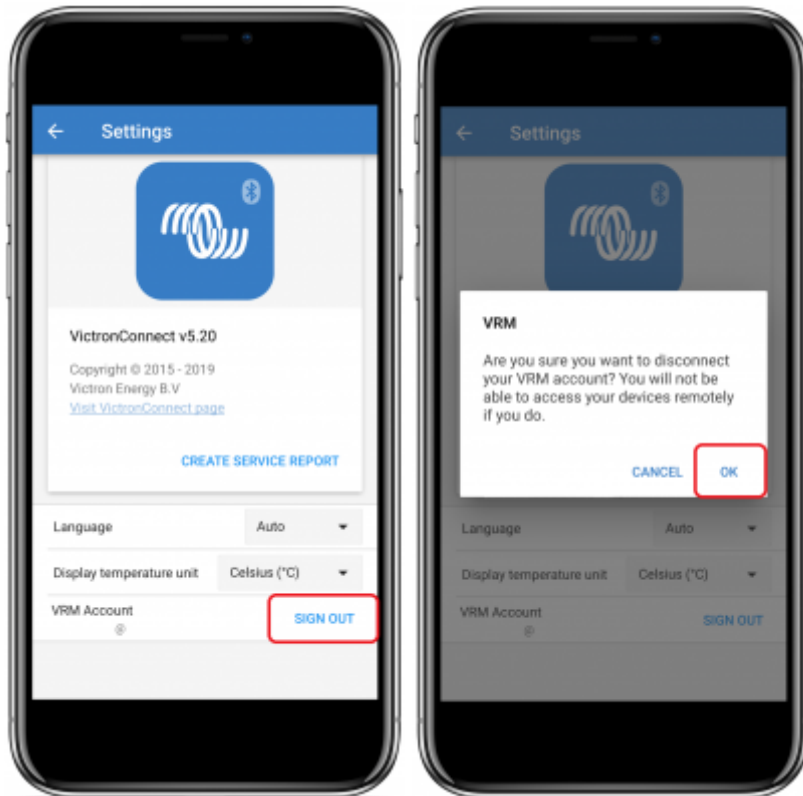 Settings
VictronConnect v5.20
Copyright © 2015 - 2019
Victron Energy B.V
Visit VictronConnect page
CREATE SERVICE REPORT
Language Auto
Display temperature unit Celsius (°C)
VRM Account
@
SIGN OUT
Settings
VRM
Are you sure you want to disconnect
your VRM account? You will not be
able to access your devices remotely
if you do.
CANCEL OK
Language Auto
Display temperature unit Celsius (°C)
VRM Account
@
SIGN OUT